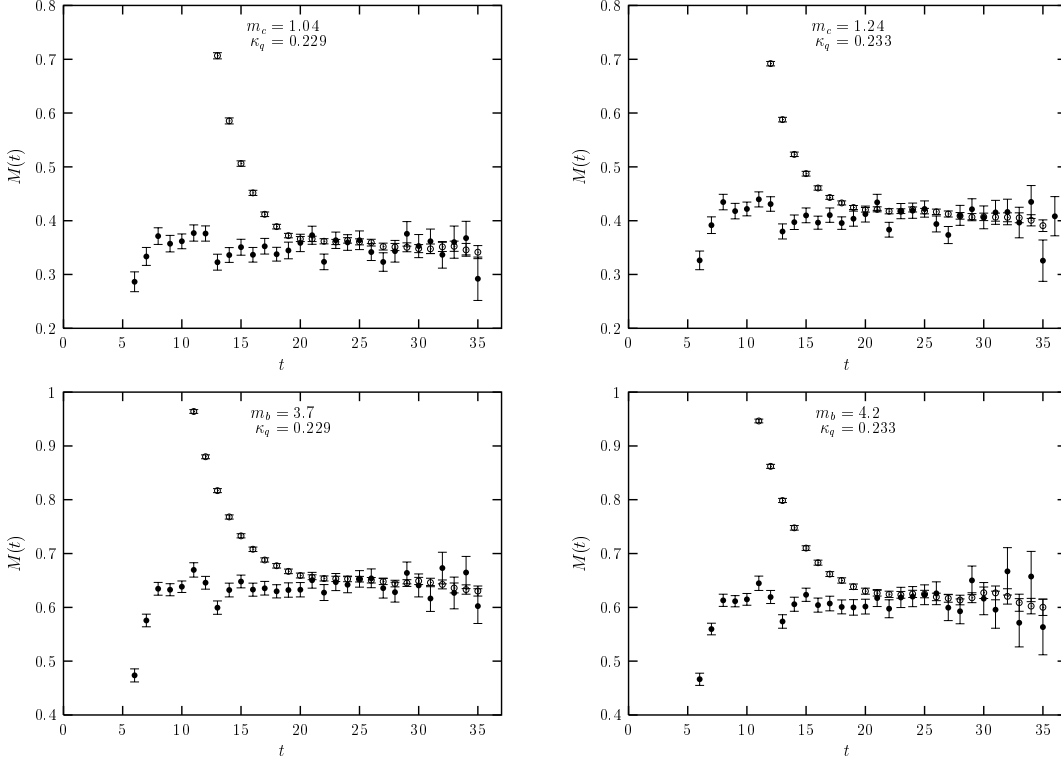 m_c = 1.04
κ_q = 0.229
M(t)
0.8
0.7
0.6
0.5
0.4
0.3
0.2
0 5 10 15 20 25 30 35
t
m_c = 1.24
κ_q = 0.233
M(t)
0.8
0.7
0.6
0.5
0.4
0.3
0.2
0 5 10 15 20 25 30 35
t
m_b = 3.7
κ_q = 0.229
M(t)
1
0.9
0.8
0.7
0.6
0.5
0.4
0 5 10 15 20 25 30 35
t
m_b = 4.2
κ_q = 0.233
M(t)
1
0.9
0.8
0.7
0.6
0.5
0.4
0 5 10 15 20 25 30 35
t